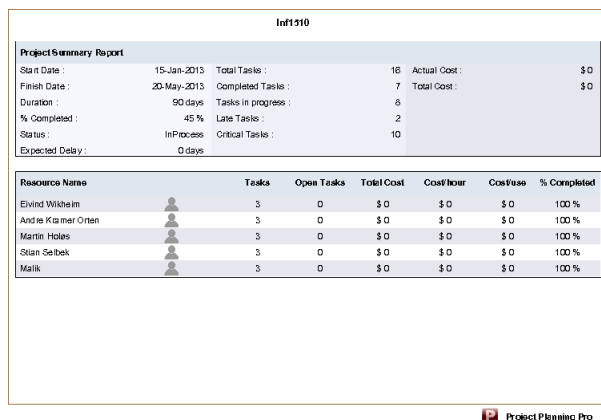 Inf1510
Project Summary Report
Start Date : 15-Jan-2013 Total Tasks : 16 Actual Cost : $ 0
Finish Date : 20-May-2013 Completed Tasks : 7 Total Cost : $ 0
Duration : 90 days Tasks in progress : 8
% Completed : 45 % Late Tasks : 2
Status : InProcess Critical Tasks : 10
Expected Delay : 0 days
Resource Name Tasks Open Tasks Total Cost Cost/hour Cost/use % Completed
Eivind Wikheim 3 0 $ 0 $ 0 $ 0 100 %
Andre Kramer Orten 3 0 $ 0 $ 0 $ 0 100 %
Martin Holøs 3 0 $ 0 $ 0 $ 0 100 %
Stian Selbek 3 0 $ 0 $ 0 $ 0 100 %
Malik 3 0 $ 0 $ 0 $ 0 100 %
P Project Planning Pro